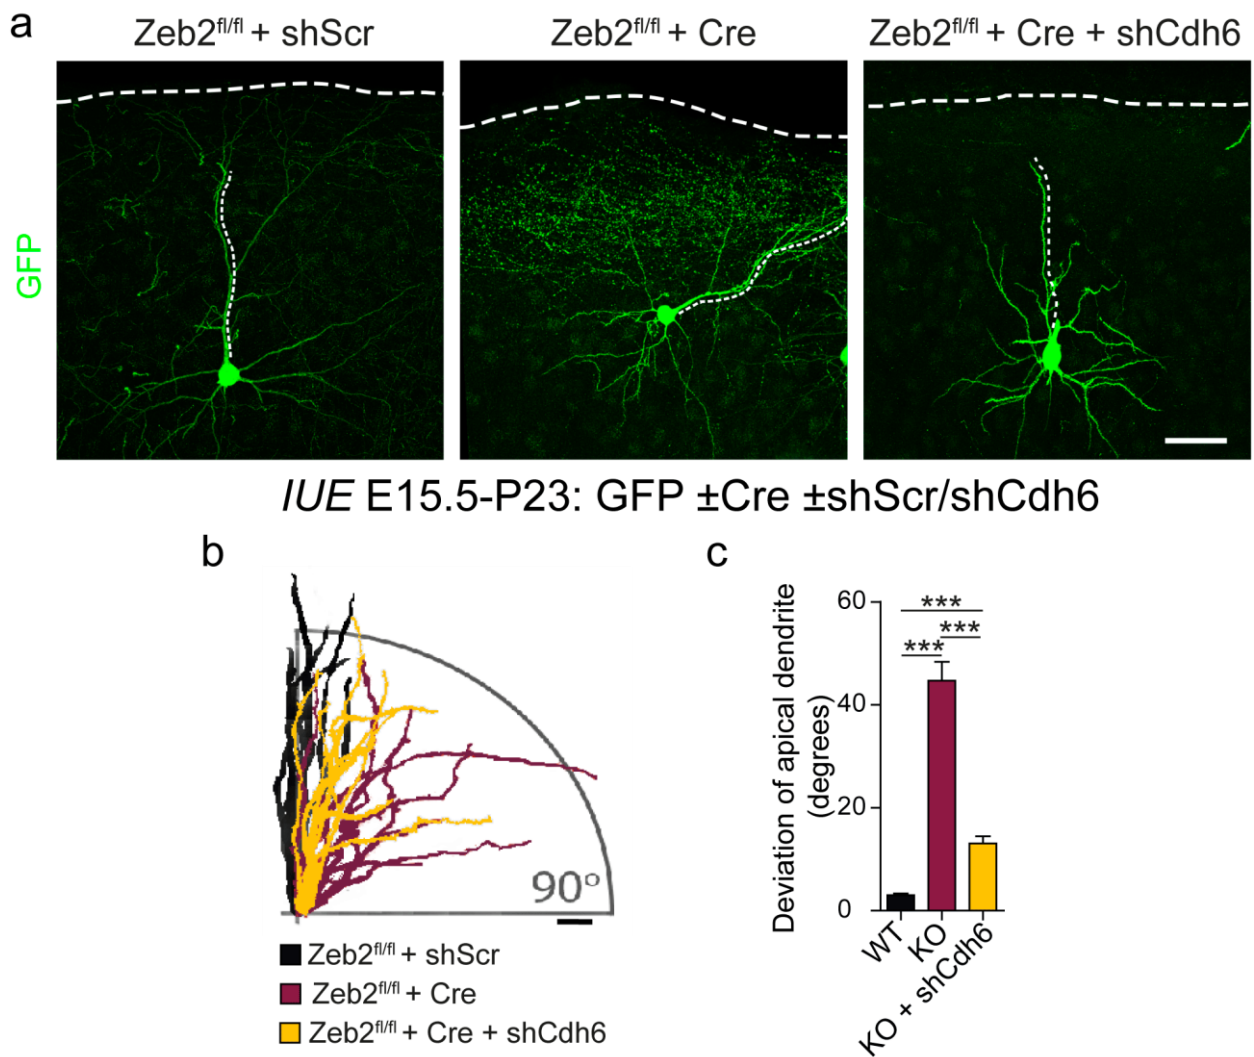 a
Zeb2fl/fl + shScr
Zeb2fl/fl + Cre
Zeb2fl/fl + Cre + shCdh6
GFP
IUE E15.5-P23: GFP ±Cre ±shScr/shCdh6
b
90°
Zeb2fl/fl + shScr
Zeb2fl/fl + Cre
Zeb2fl/fl + Cre + shCdh6
c
Deviation of apical dendrite
(degrees)
60
40
20
0
***
***
***
WT
KO
KO + shCdh6